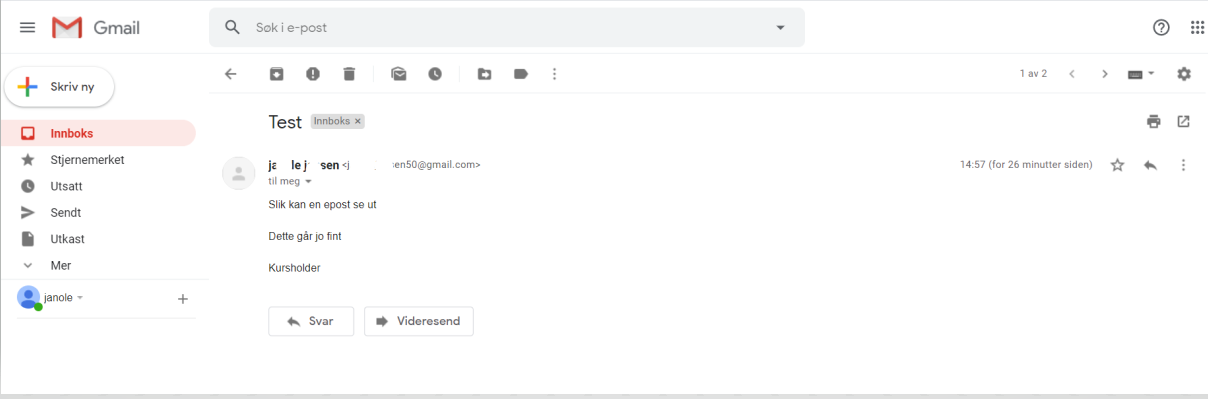 Gmail
Søk i e-post
Skriv ny
1 av 2
Innboks
Stjernemerket
Utsatt
Sendt
Utkast
Mer
janole
Test Innboks ×
sen50@gmail.com> 14:57 (for 26 minutter siden)
til meg
Slik kan en epost se ut
Dette går jo fint
Kursholder
Svar Videresend